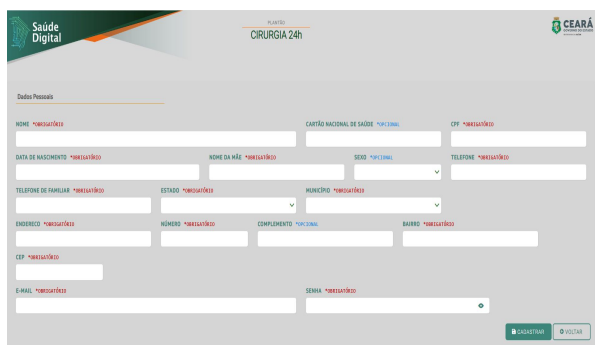 Saúde
Digital
PLANTÃO
CIRURGIA 24h
CEARÁ
GOVERNO DO ESTADO
Dados Pessoais
NOME *OBRIGATÓRIO
CARTÃO NACIONAL DE SAÚDE *OPCIONAL
CPF *OBRIGATÓRIO
DATA DE NASCIMENTO *OBRIGATÓRIO
NOME DA MÃE *OBRIGATÓRIO
SEXO *OPCIONAL
TELEFONE *OBRIGATÓRIO
TELEFONE DE FAMILIAR *OBRIGATÓRIO
ESTADO *OBRIGATÓRIO
MUNICÍPIO *OBRIGATÓRIO
ENDERECO *OBRIGATÓRIO
NÚMERO *OBRIGATÓRIO
COMPLEMENTO *OPCIONAL
BAIRRO *OBRIGATÓRIO
CEP *OBRIGATÓRIO
E-MAIL *OBRIGATÓRIO
SENHA *OBRIGATÓRIO
CADASTRAR
VOLTAR